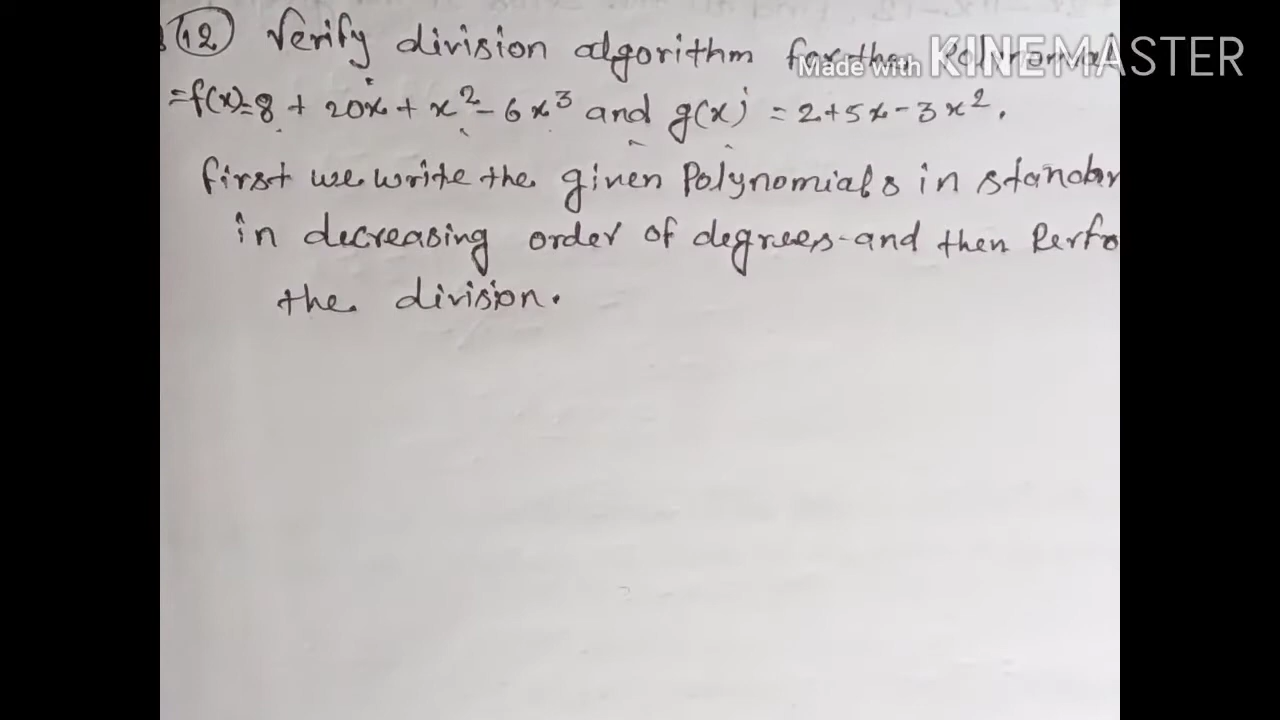 12 Verify division algorithm for the Polynomial
Made with KINEMASTER
=f(x)=8 + 20x + x² - 6x³ and g(x) = 2+5x-3x².
first we write the given Polynomials in standar
in decreasing order of degrees and then Perfo
the division.